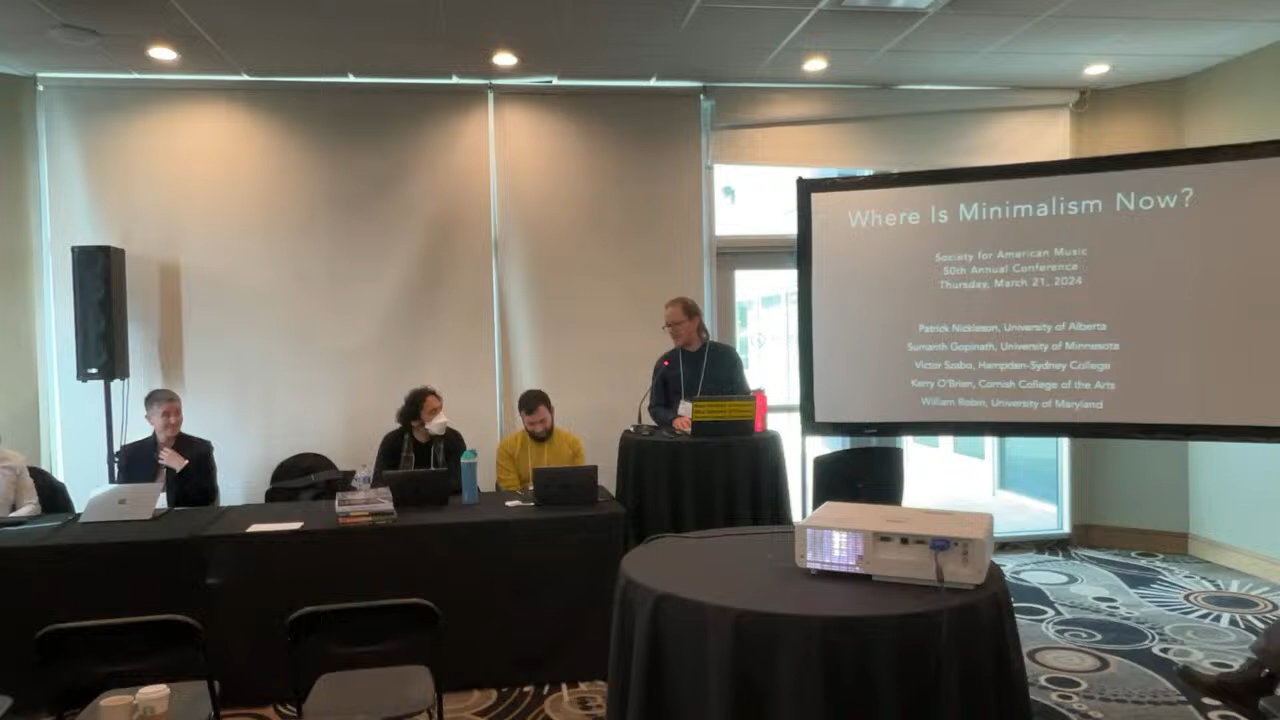 Where Is Minimalism Now?
Society for American Music
50th Annual Conference
Thursday, March 21, 2024
Patrick Nickleson, University of Alberta
Sumanth Gopinath, University of Minnesota
Victor Szabo, Hampden-Sydney College
Kerry O'Brien, Cornish College of the Arts
William Robin, University of Maryland